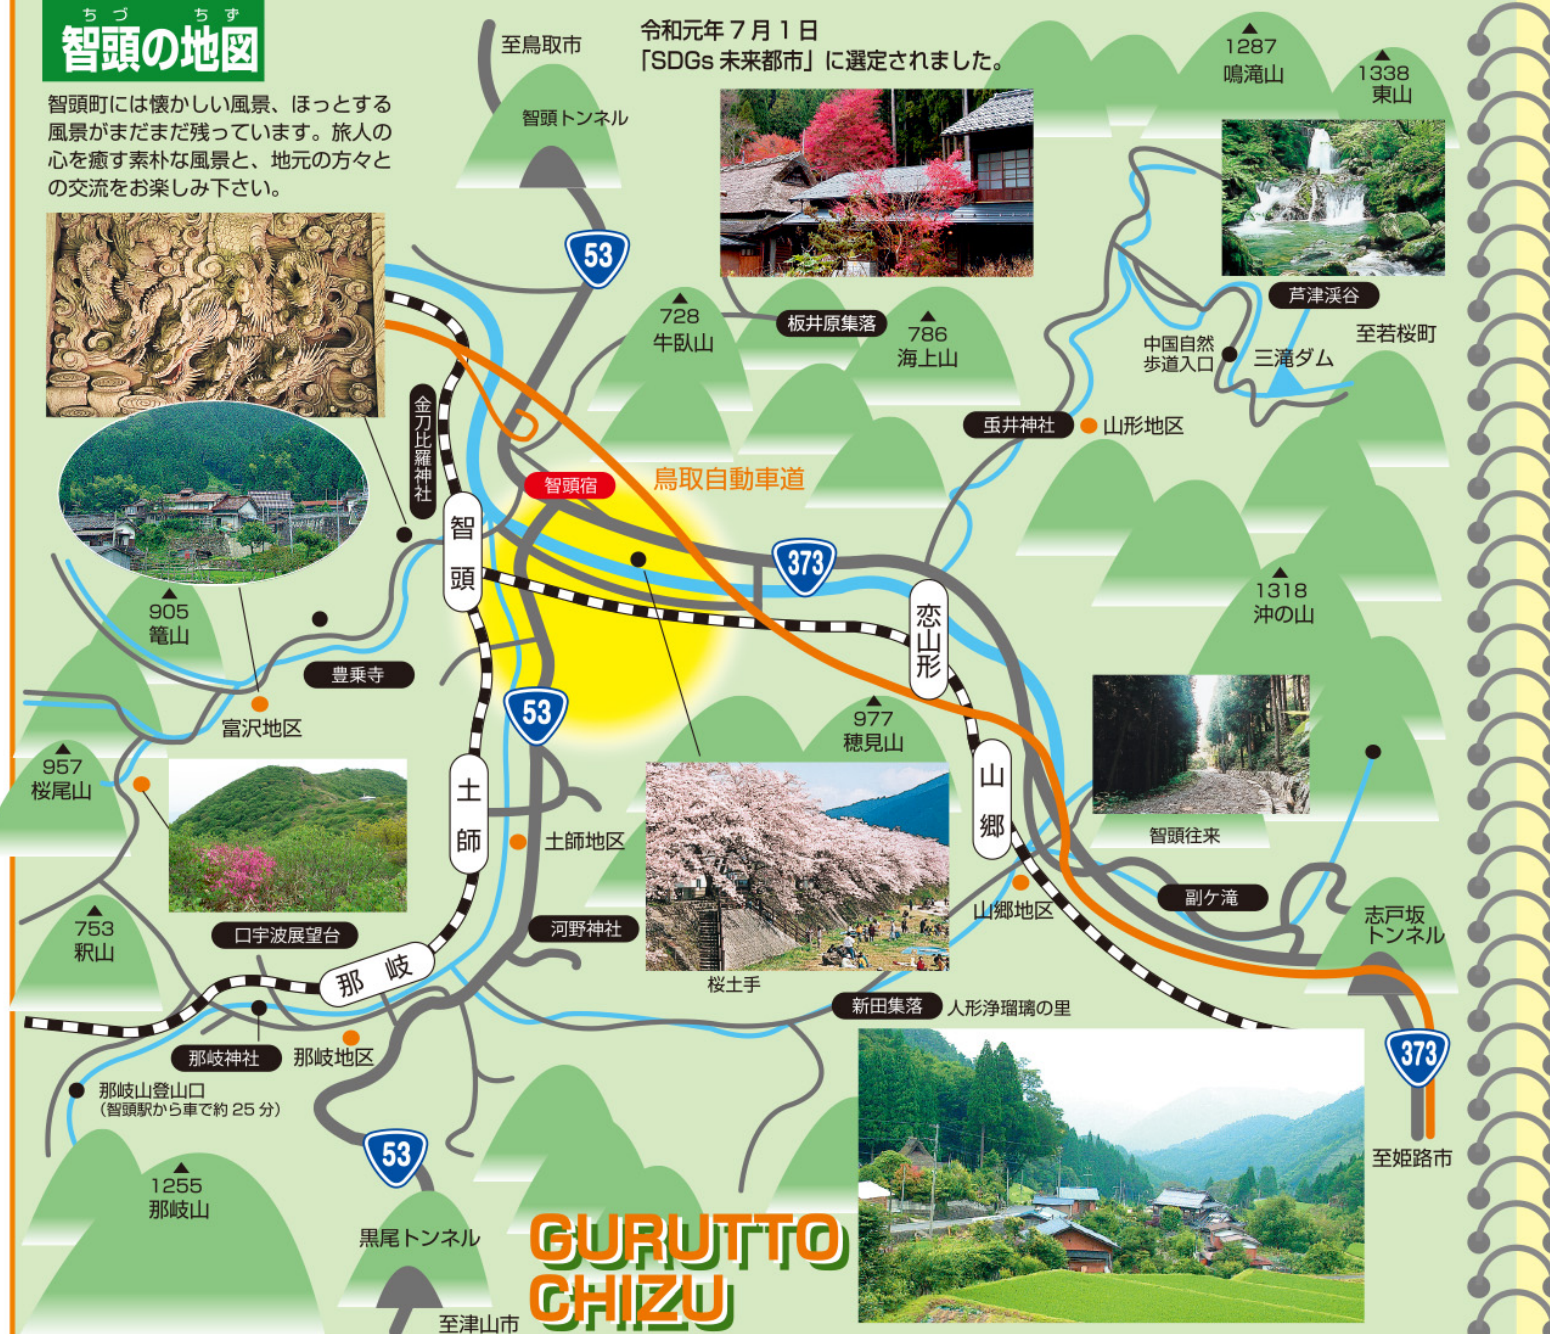 ちづ ちず
智頭の地図
智頭町には懐かしい風景、ほっとする
風景がまだまだ残っています。旅人の
心を癒す素朴な風景と、地元の方々と
の交流をお楽しみ下さい。
至鳥取市
智頭トンネル
令和元年7月1日
「SDGs 未来都市」に選定されました。
1287
鳴滝山
1338
東山
53
芦津渓谷
728
牛臥山
板井原集落
786
海上山
中国自然
歩道入口
三滝ダム
至若桜町
金刀比羅神社
虫井神社
山形地区
智頭宿
鳥取自動車道
智頭
373
恋山形
1318
沖の山
905
篭山
豊乗寺
富沢地区
53
977
穂見山
957
桜尾山
土師
土師地区
山郷
智頭往来
山郷地区
副ケ滝
志戸坂
トンネル
753
釈山
口宇波展望台
河野神社
那岐
桜土手
新田集落
人形浄瑠璃の里
那岐神社
那岐地区
373
那岐山登山口
(智頭駅から車で約25分)
53
至姫路市
1255
那岐山
黒尾トンネル
至津山市
GURUTTO
CHIZU